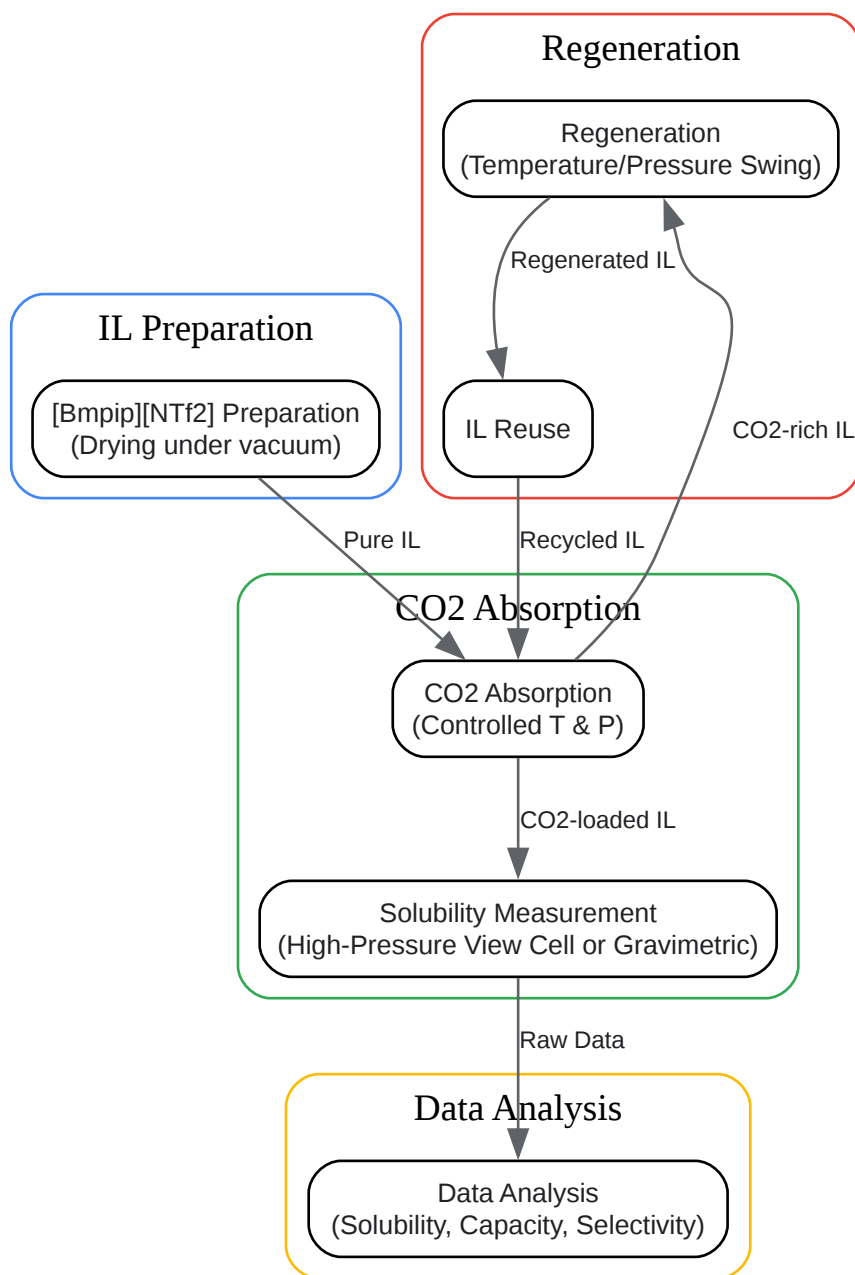 Regeneration
Regeneration
(Temperature/Pressure Swing)
Regenerated IL
IL Preparation
[Bmpip][NTf2] Preparation
(Drying under vacuum)
IL Reuse
CO2-rich IL
Pure IL
Recycled IL
CO2 Absorption
CO2 Absorption
(Controlled T & P)
CO2-loaded IL
Solubility Measurement
(High-Pressure View Cell or Gravimetric)
Raw Data
Data Analysis
Data Analysis
(Solubility, Capacity, Selectivity)